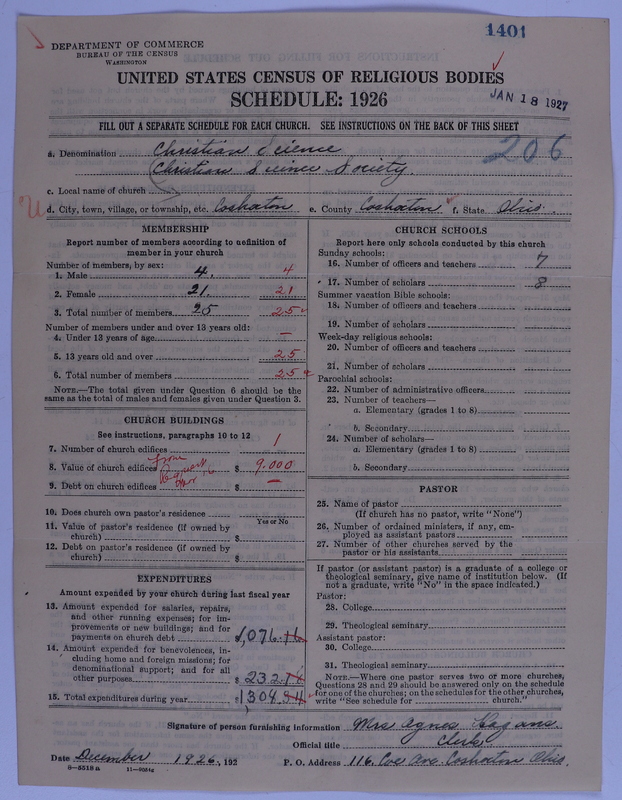 1401
DEPARTMENT OF COMMERCE
BUREAU OF THE CENSUS
WASHINGTON
UNITED STATES CENSUS OF RELIGIOUS BODIES
SCHEDULE: 1926
JAN 18 1927
FILL OUT A SEPARATE SCHEDULE FOR EACH CHURCH. SEE INSTRUCTIONS ON THE BACK OF THIS SHEET
206
a. Denomination Christian Science
Christian Science Society.
c. Local name of church
d. City, town, village, or township, etc. Coshocton e. County Coshocton f. State Ohio.
MEMBERSHIP
Report number of members according to definition of
member in your church
Number of members, by sex:
1. Male 4. 4
2. Female 21. 21
3. Total number of members 25 25
Number of members under and over 13 years old:
4. Under 13 years of age —
5. 13 years old and over 25
6. Total number of members 25
NOTE.—The total given under Question 6 should be
same as the total of males and females given under Question 3.
CHURCH BUILDINGS
See instructions, paragraphs 10 to 12
7. Number of church edifices 1
from
8. Value of church edifices $ 9.000
9. Debt on church edifices $ —
10. Does church own pastor's residence
Yes or No
11. Value of pastor's residence (if owned by
church) $
12. Debt on pastor's residence (if owned by
church) $
EXPENDITURES
Amount expended by your church during last fiscal year
13. Amount expended for salaries, repairs,
and other running expenses; for im-
provements or new buildings; and for
payments on church debt $1,076.16
14. Amount expended for benevolences, in-
cluding home and foreign missions; for
denominational support; and for all
other purposes $ 232.
15. Total expenditures during year $1304.
CHURCH SCHOOLS
Report here only schools conducted by this church
Sunday schools:
16. Number of officers and teachers 7
17. Number of scholars 8
Summer vacation Bible schools:
18. Number of officers and teachers
19. Number of scholars
Week-day religious schools:
20. Number of officers and teachers
21. Number of scholars
Parochial schools:
22. Number of administrative officers
23. Number of teachers—
a. Elementary (grades 1 to 8)
b. Secondary
24. Number of scholars—
a. Elementary (grades 1 to 8)
b. Secondary
PASTOR
25. Name of pastor
(If church has no pastor, write "None")
26. Number of ordained ministers, if any, em-
ployed as assistant pastors
27. Number of other churches served by the
pastor or his assistants
If pastor (or assistant pastor) is a graduate of a college or
theological seminary, give name of institution below. (If
not a graduate, write "No" in the space indicated.)
Pastor:
28. College
29. Theological seminary
Assistant pastor:
30. College
31. Theological seminary
NOTE.—Where one pastor serves two or more churches,
Questions 28 and 29 should be answered only on the schedule
for one of the churches; on the schedules for the other churches,
write "See schedule for church."
Signature of person furnishing information Mrs Agnes Hagans
Official title Clerk
Date December 1926, 192 P. O. Address 116. Coe Ave. Coshocton Ohio.
8—5518a 11—9084g